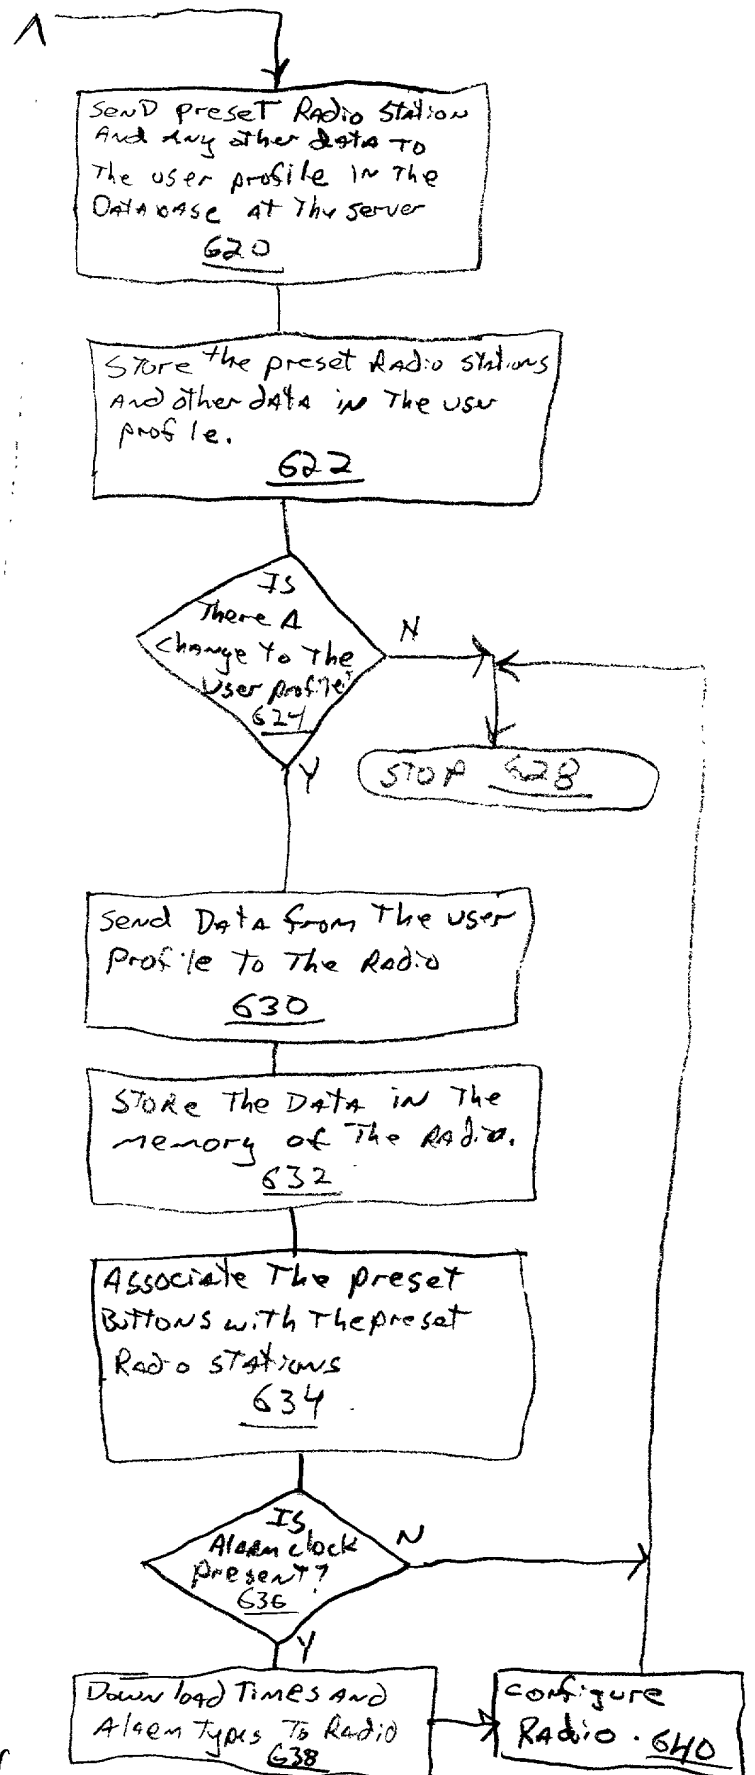 A
Send preset Radio Station
And Any other data to
The user profile in The
Database at The server
620
Store the preset Radio stations
And other data in The user
profile.
622
Is
There A
change to The
user profile?
624
N
Y
STOP 628
Send Data from The user
Profile to The Radio
630
Store The Data in The
memory of The Radio.
632
Associate The preset
Buttons with The preset
Radio stations
634
Is
Alarm clock
present?
636
N
Y
Download Times And
Alarm Types To Radio
638
configure
Radio. 640